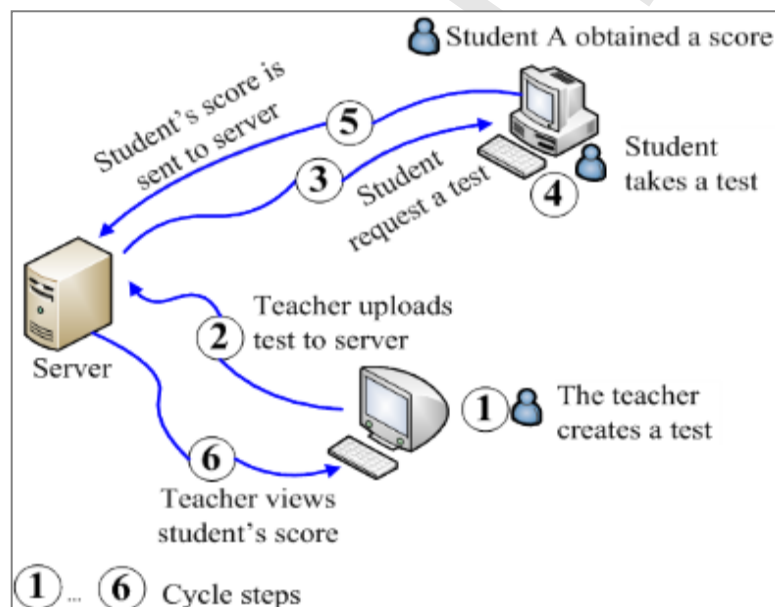 Student A obtained a score
Student's score is
sent to server
5
3
Student
request a test
4
Student
takes a test
Server
2
Teacher uploads
test to server
1
The teacher
creates a test
6
Teacher views
student's score
1 ... 6 Cycle steps